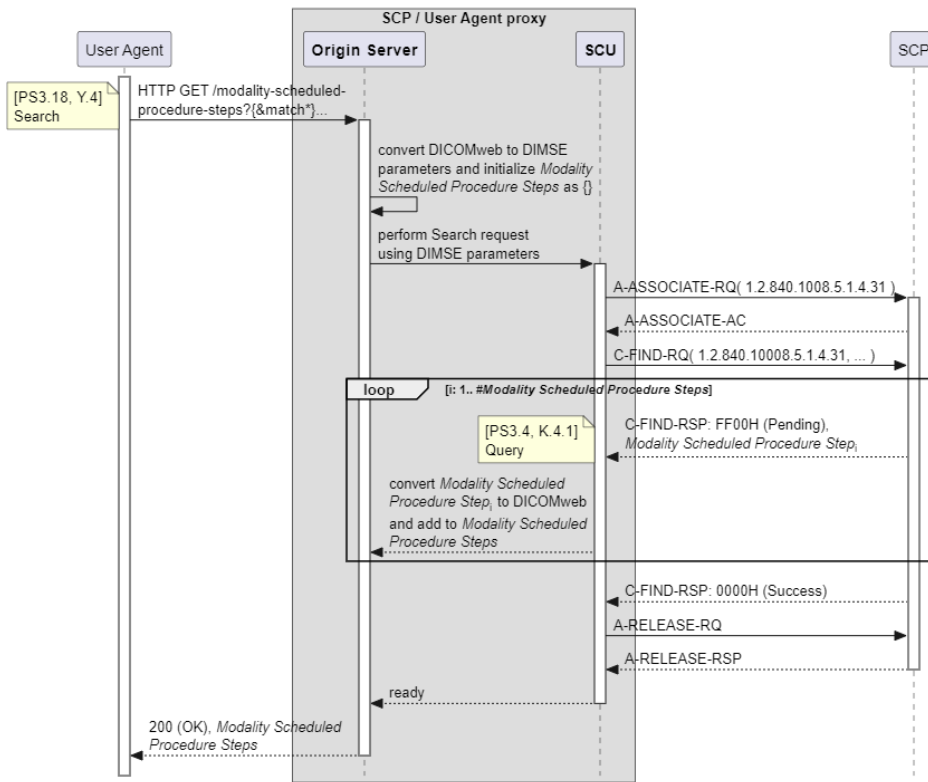 SCP / User Agent proxy
User Agent
Origin Server
SCU
SCP
[PS3.18, Y.4]
Search
HTTP GET /modality-scheduled-
procedure-steps?{&match*}...
convert DICOMweb to DIMSE
parameters and initialize Modality
Scheduled Procedure Steps as {}
perform Search request
using DIMSE parameters
A-ASSOCIATE-RQ( 1.2.840.1008.5.1.4.31 )
A-ASSOCIATE-AC
C-FIND-RQ( 1.2.840.10008.5.1.4.31, ... )
loop
[i: 1.. #Modality Scheduled Procedure Steps]
[PS3.4, K.4.1]
Query
C-FIND-RSP: FF00H (Pending),
Modality Scheduled Procedure Stepi
convert Modality Scheduled
Procedure Stepi to DICOMweb
and add to Modality Scheduled
Procedure Steps
C-FIND-RSP: 0000H (Success)
A-RELEASE-RQ
A-RELEASE-RSP
ready
200 (OK), Modality Scheduled
Procedure Steps